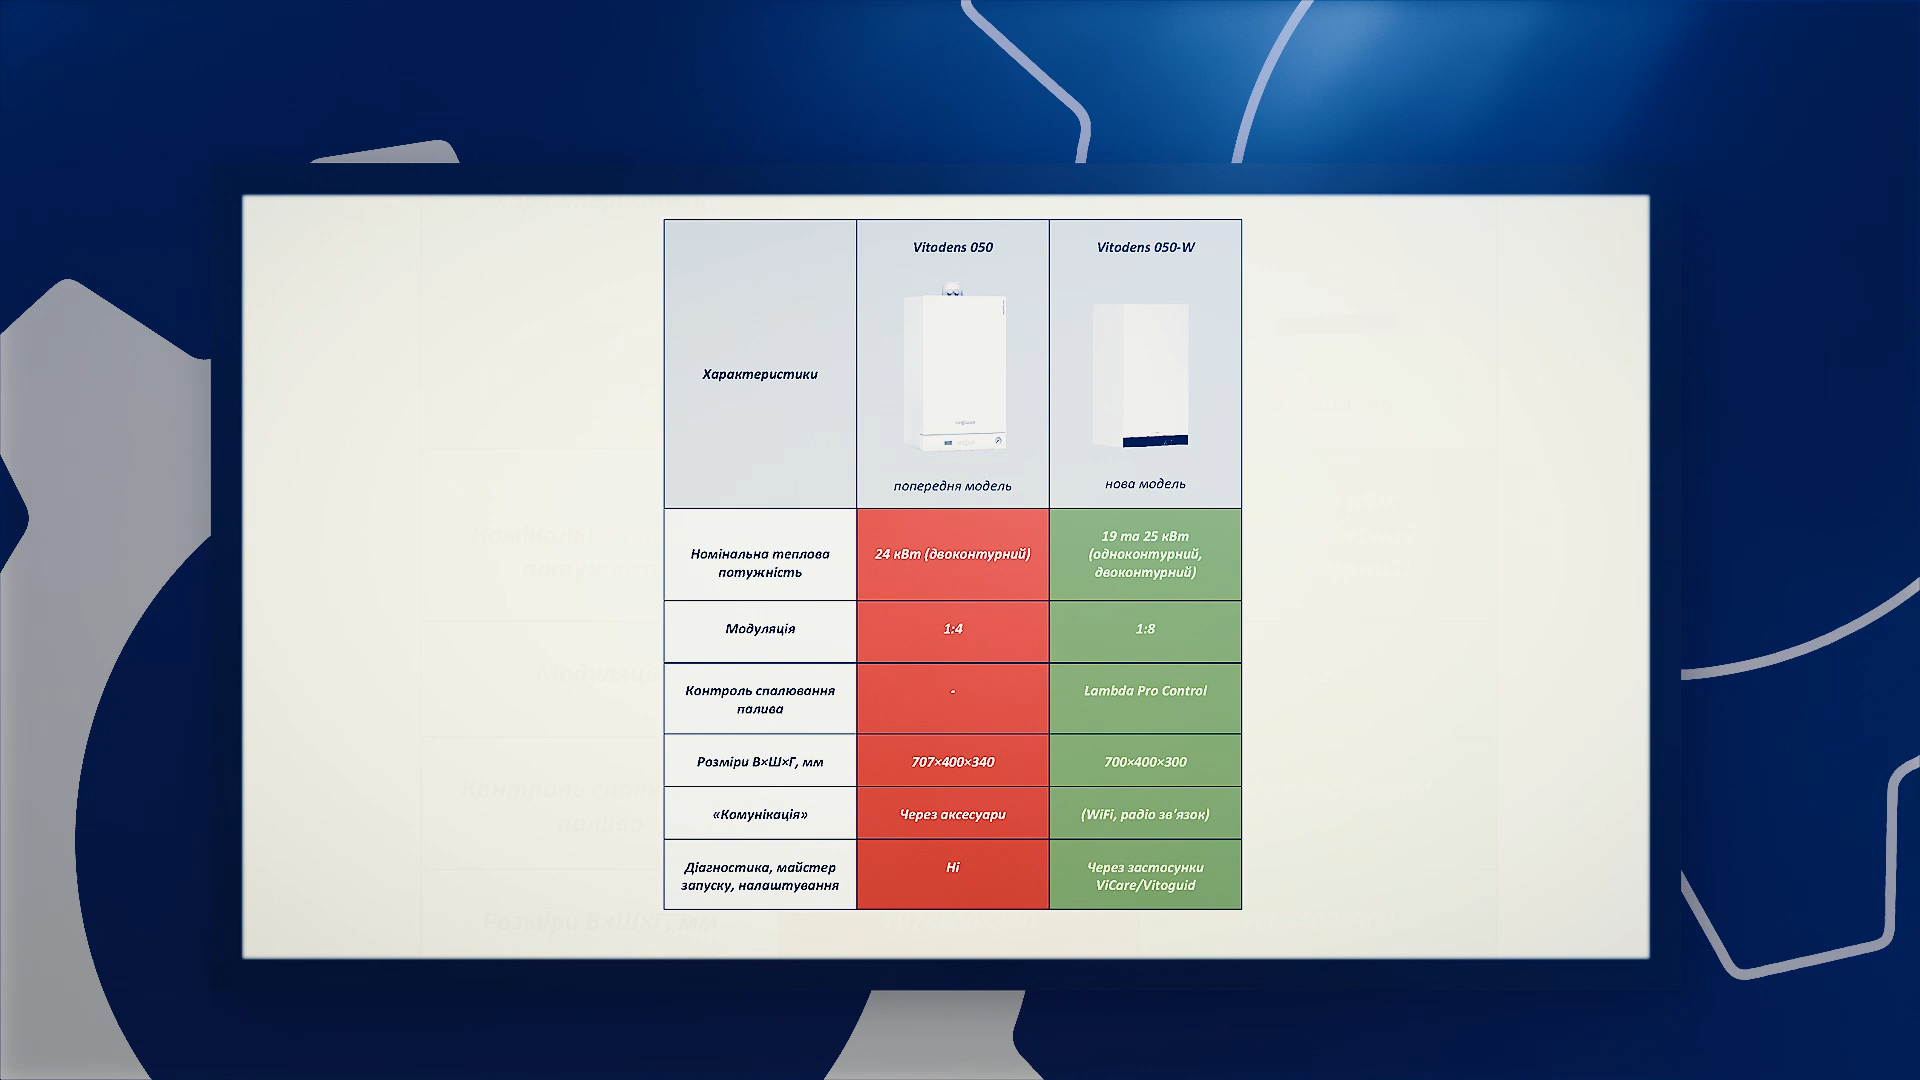 Vitodens 050
Vitodens 050-W
Характеристики
попередня модель
нова модель
Номінальна теплова
потужність
24 кВт (двоконтурний)
19 та 25 кВт
(одноконтурний,
двоконтурний)
Модуляція
1:4
1:8
Контроль спалювання
палива
-
Lambda Pro Control
Розміри В×Ш×Г, мм
707×400×340
700×400×300
«Комунікація»
Через аксесуари
(WiFi, радіо зв'язок)
Діагностика, майстер
запуску, налаштування
Ні
Через застосунки
ViCare/Vitoguid